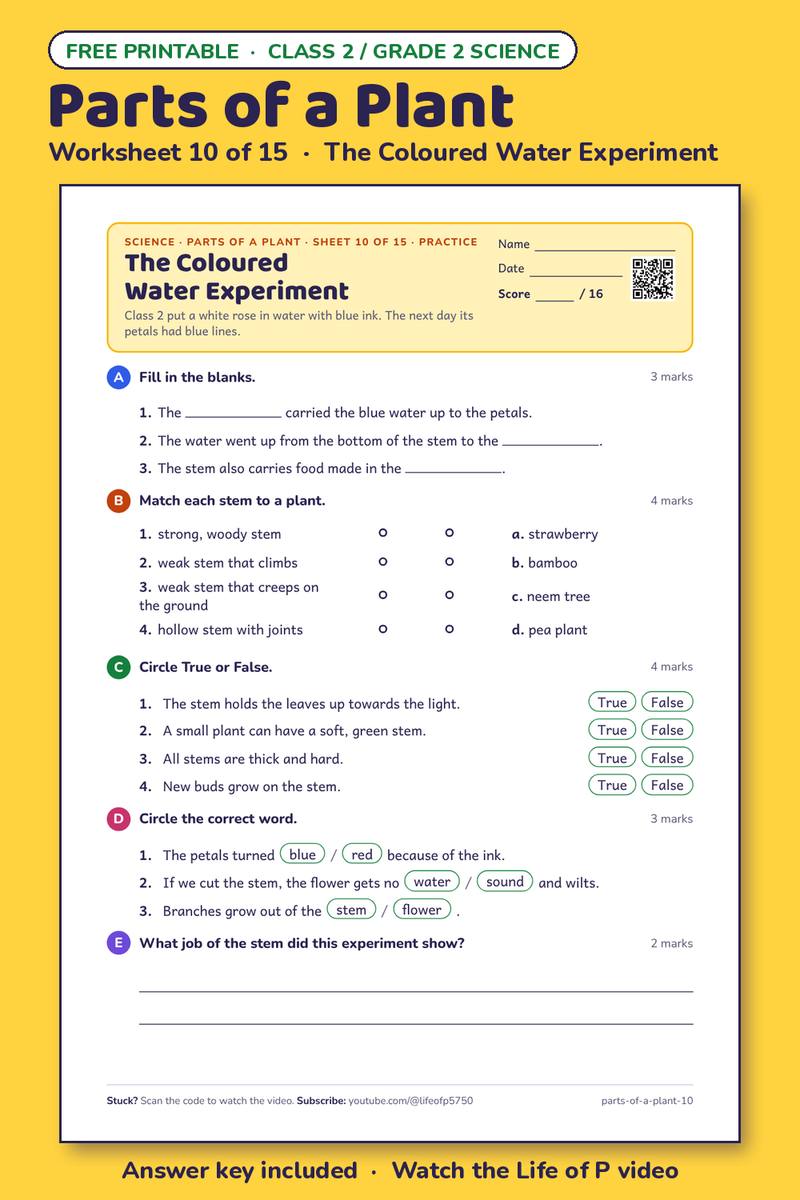 FREE PRINTABLE · CLASS 2 / GRADE 2 SCIENCE
Parts of a Plant
Worksheet 10 of 15 · The Coloured Water Experiment
SCIENCE · PARTS OF A PLANT · SHEET 10 OF 15 · PRACTICE
The Coloured
Water Experiment
Class 2 put a white rose in water with blue ink. The next day its
petals had blue lines.
Name ____________
Date ____________
Score ______ / 16
A Fill in the blanks. 3 marks
1. The ____________ carried the blue water up to the petals.
2. The water went up from the bottom of the stem to the ____________.
3. The stem also carries food made in the ____________.
B Match each stem to a plant. 4 marks
1. strong, woody stem a. strawberry
2. weak stem that climbs b. bamboo
3. weak stem that creeps on
the ground c. neem tree
4. hollow stem with joints d. pea plant
C Circle True or False. 4 marks
1. The stem holds the leaves up towards the light. True False
2. A small plant can have a soft, green stem. True False
3. All stems are thick and hard. True False
4. New buds grow on the stem. True False
D Circle the correct word. 3 marks
1. The petals turned blue / red because of the ink.
2. If we cut the stem, the flower gets no water / sound and wilts.
3. Branches grow out of the stem / flower .
E What job of the stem did this experiment show? 2 marks
Stuck? Scan the code to watch the video. Subscribe: youtube.com/@lifeofp5750 parts-of-a-plant-10
Answer key included · Watch the Life of P video